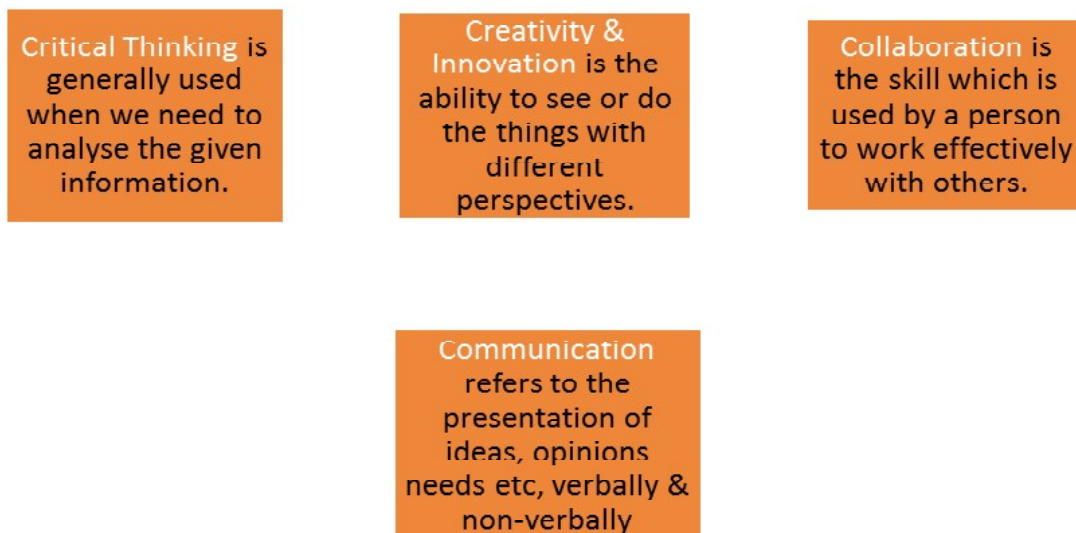 Critical Thinking is
generally used
when we need to
analyse the given
information.
Creativity &
Innovation is the
ability to see or do
the things with
different
perspectives.
Collaboration is
the skill which is
used by a person
to work effectively
with others.
Communication
refers to the
presentation of
ideas, opinions
needs etc, verbally &
non-verbally